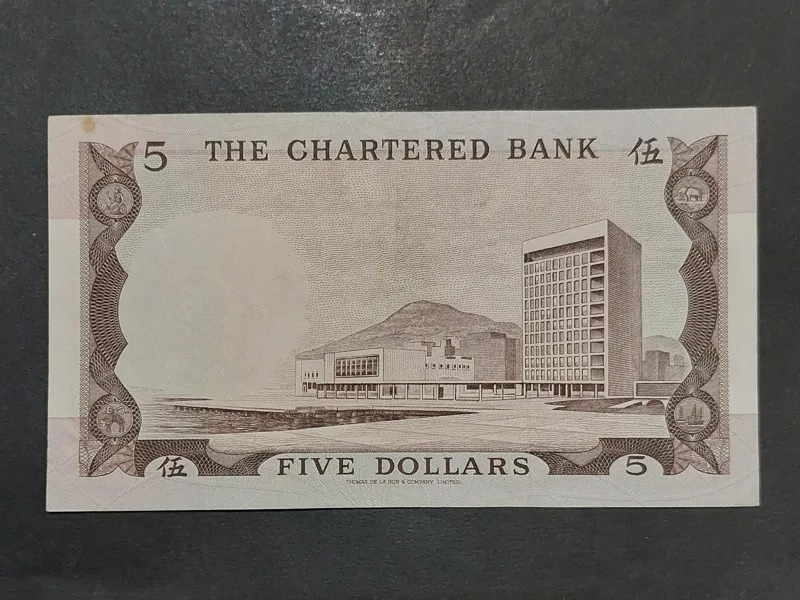 5 THE CHARTERED BANK 伍
伍 FIVE DOLLARS 5
THOMAS DE LA RUE & COMPANY, LIMITED.